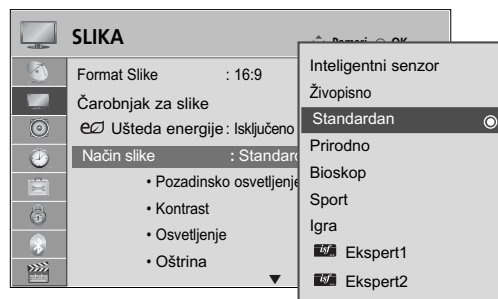 SLIKA
Pomeri OK
Format Slike : 16:9
Čarobnjak za slike
Ušteda energije : Isključeno
Način slike : Standard
• Pozadinsko osvetljenje
• Kontrast
• Osvetljenje
• Oštrina
Inteligentni senzor
Živopisno
Standardan
Prirodno
Bioskop
Sport
Igra
isf Ekspert1
isf Ekspert2